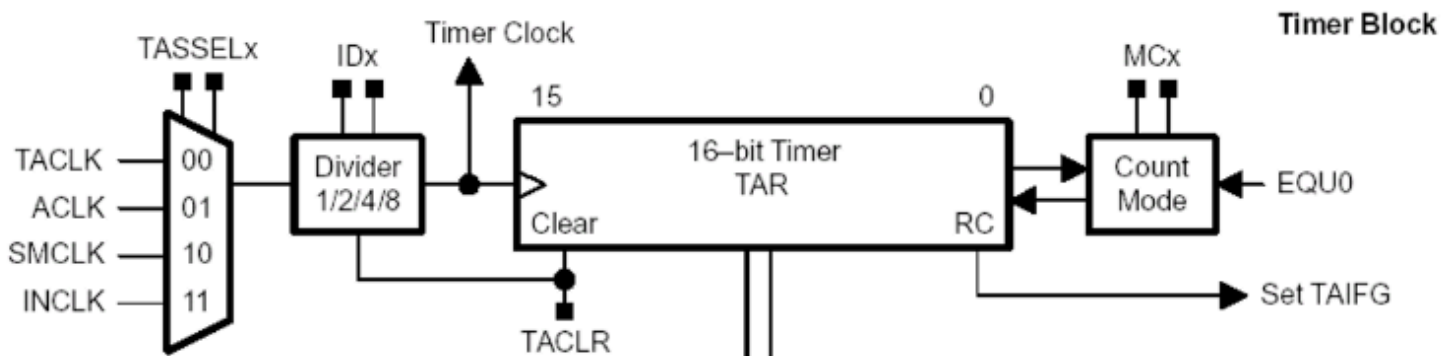 Timer Block
Timer Clock
TASSELx
IDx
MCx
15
0
TACLK
00
ACLK
01
SMCLK
10
INCLK
11
Divider
1/2/4/8
16–bit Timer
TAR
Clear
RC
Count
Mode
EQU0
Set TAIFG
TACLR